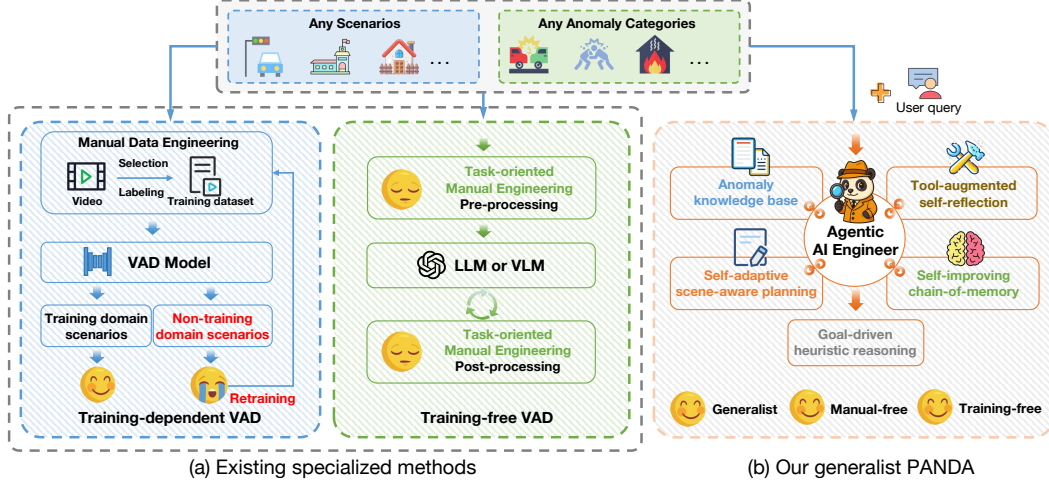 Any Scenarios
...
Any Anomaly Categories
...
+
User query
Manual Data Engineering
Selection
Labeling
Video
Training dataset
VAD Model
Training domain
scenarios
Non-training
domain scenarios
Retraining
Training-dependent VAD
Task-oriented
Manual Engineering
Pre-processing
LLM or VLM
Task-oriented
Manual Engineering
Post-processing
Training-free VAD
(a) Existing specialized methods
Anomaly
knowledge base
Tool-augmented
self-reflection
Agentic
AI Engineer
Self-adaptive
scene-aware planning
Self-improving
chain-of-memory
Goal-driven
heuristic reasoning
Generalist
Manual-free
Training-free
(b) Our generalist PANDA